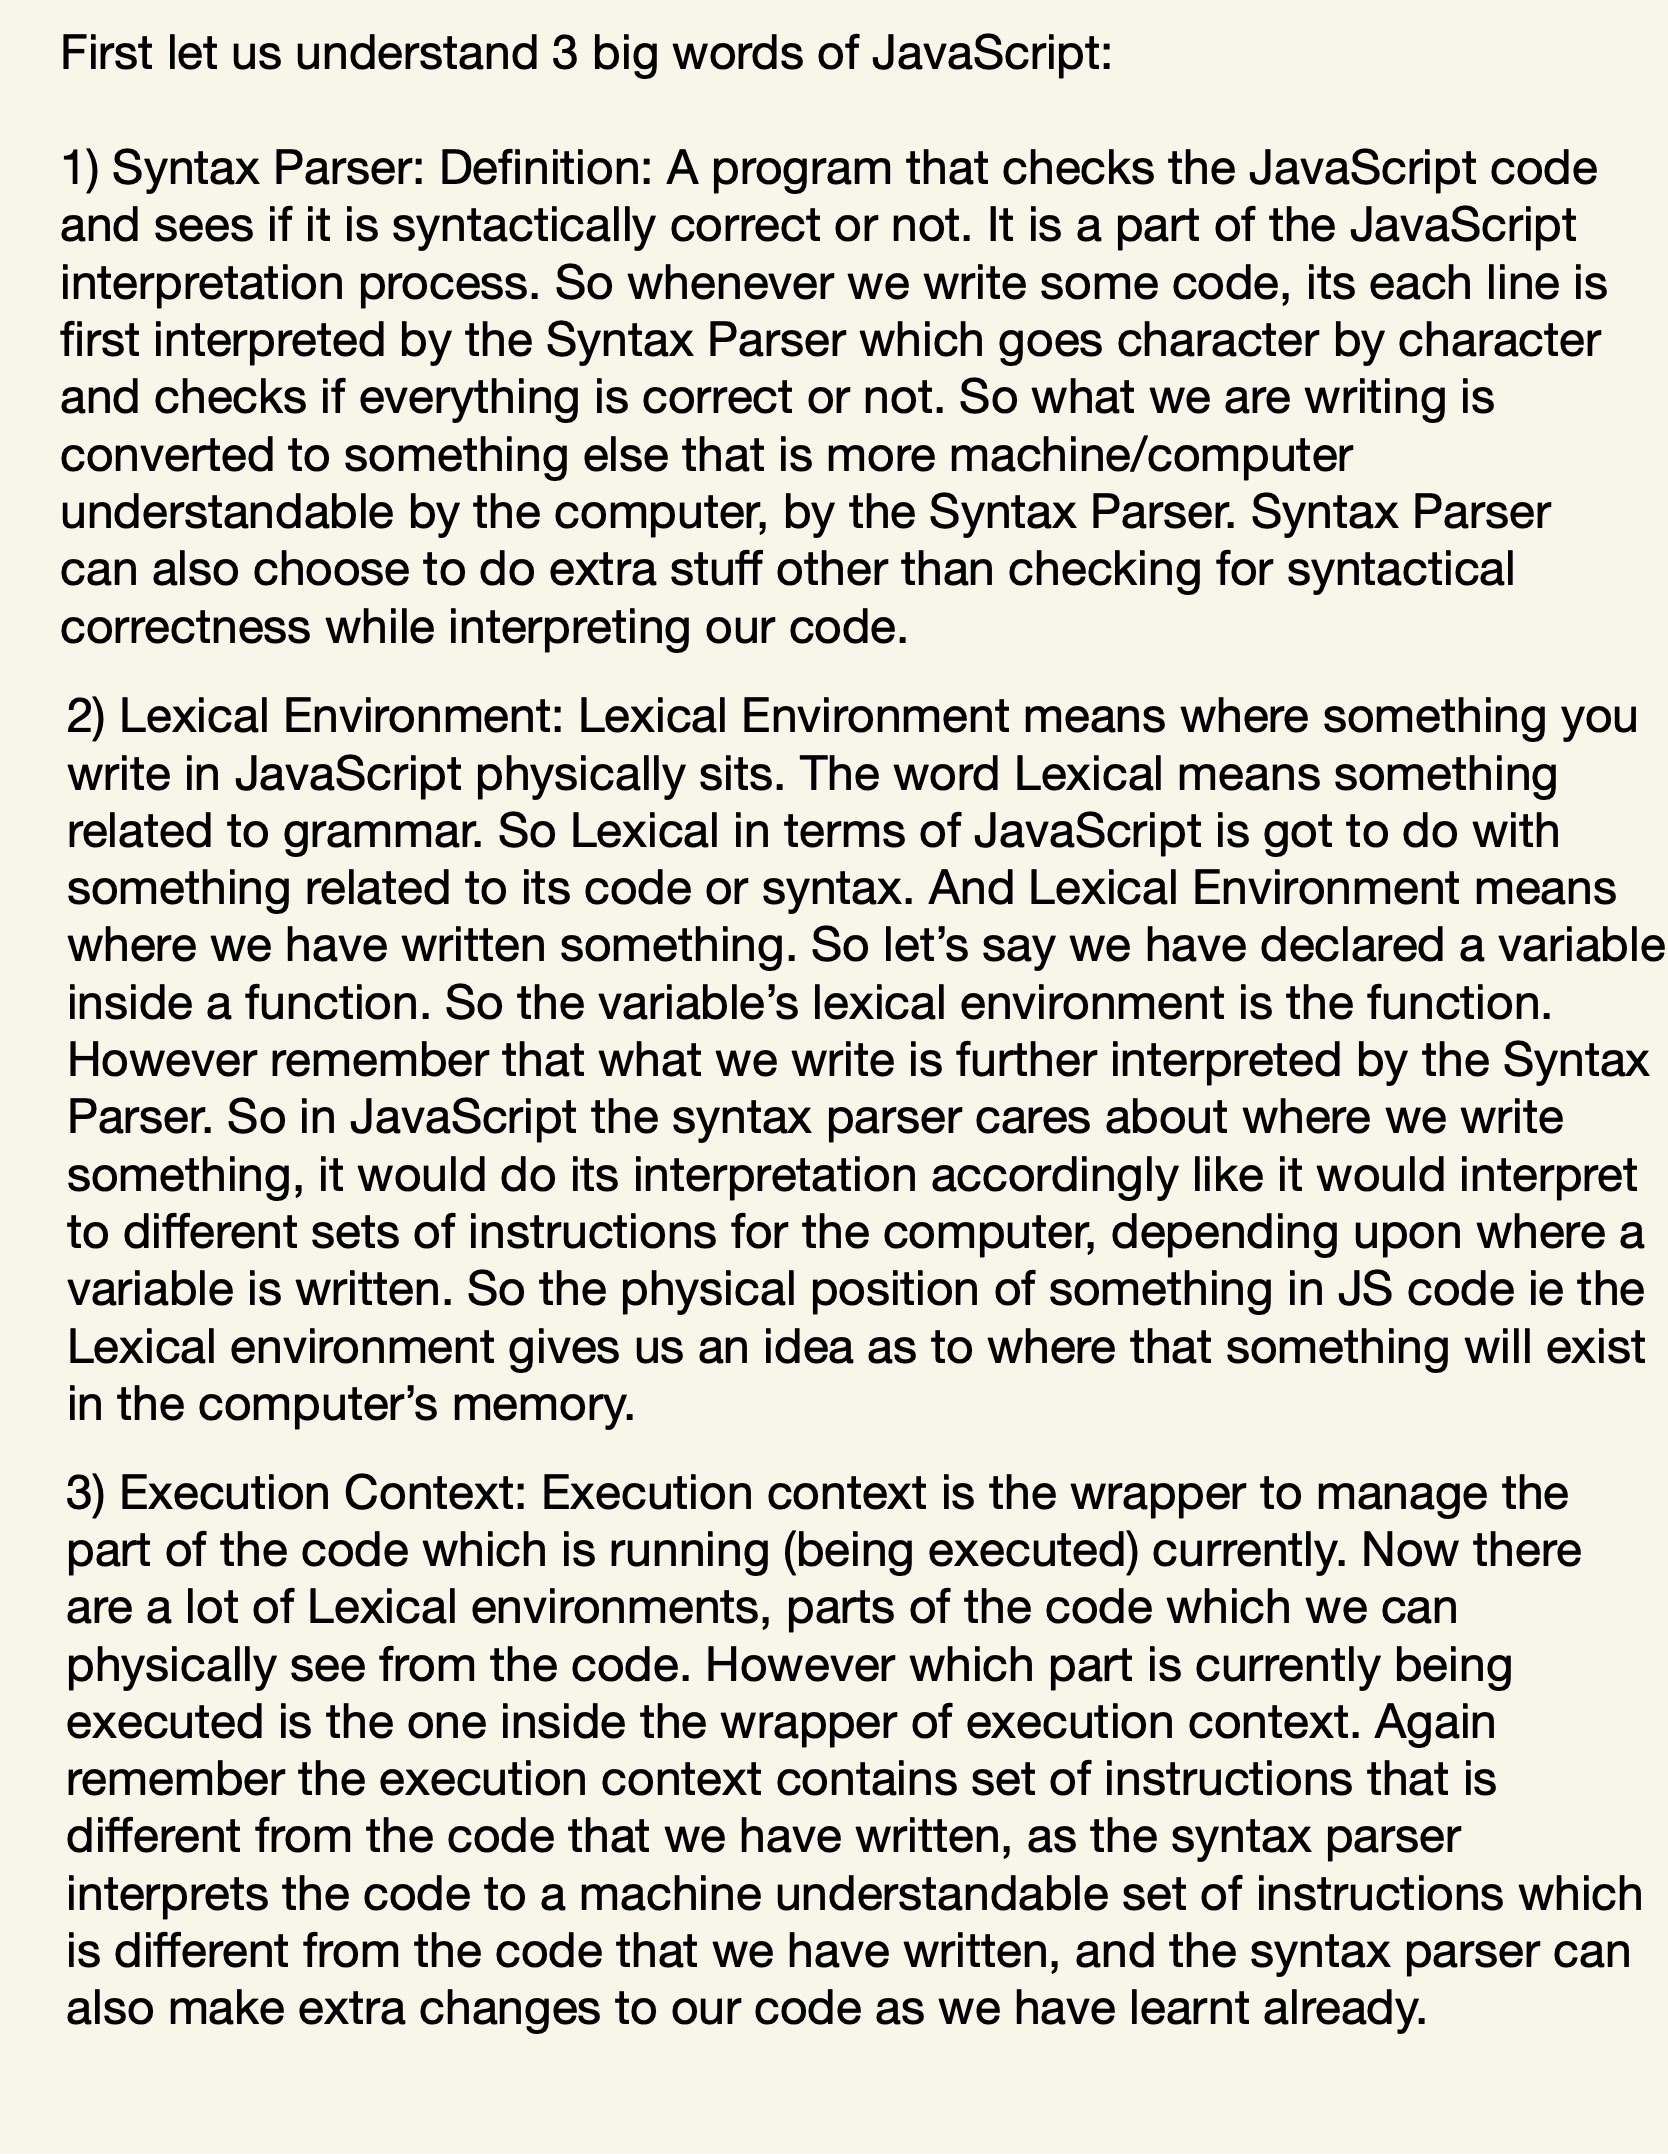 First let us understand 3 big words of JavaScript:
1) Syntax Parser: Definition: A program that checks the JavaScript code
and sees if it is syntactically correct or not. It is a part of the JavaScript
interpretation process. So whenever we write some code, its each line is
first interpreted by the Syntax Parser which goes character by character
and checks if everything is correct or not. So what we are writing is
converted to something else that is more machine/computer
understandable by the computer, by the Syntax Parser. Syntax Parser
can also choose to do extra stuff other than checking for syntactical
correctness while interpreting our code.
2) Lexical Environment: Lexical Environment means where something you
write in JavaScript physically sits. The word Lexical means something
related to grammar. So Lexical in terms of JavaScript is got to do with
something related to its code or syntax. And Lexical Environment means
where we have written something. So let’s say we have declared a variable
inside a function. So the variable’s lexical environment is the function.
However remember that what we write is further interpreted by the Syntax
Parser. So in JavaScript the syntax parser cares about where we write
something, it would do its interpretation accordingly like it would interpret
to different sets of instructions for the computer, depending upon where a
variable is written. So the physical position of something in JS code ie the
Lexical environment gives us an idea as to where that something will exist
in the computer’s memory.
3) Execution Context: Execution context is the wrapper to manage the
part of the code which is running (being executed) currently. Now there
are a lot of Lexical environments, parts of the code which we can
physically see from the code. However which part is currently being
executed is the one inside the wrapper of execution context. Again
remember the execution context contains set of instructions that is
different from the code that we have written, as the syntax parser
interprets the code to a machine understandable set of instructions which
is different from the code that we have written, and the syntax parser can
also make extra changes to our code as we have learnt already.